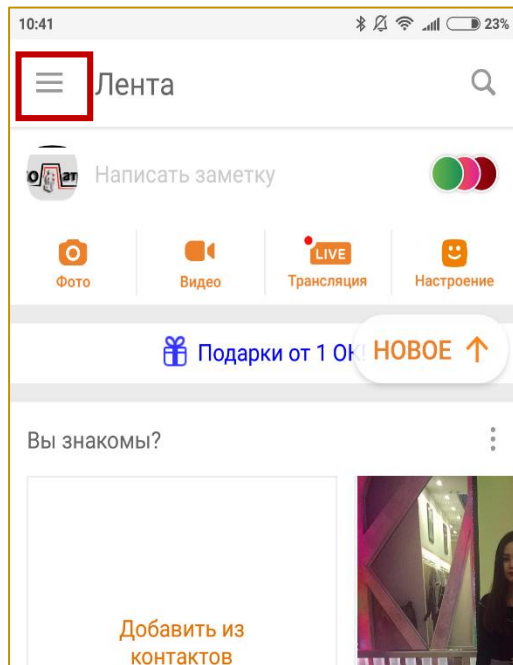 10:41 23%
Лента
Написать заметку
LIVE
Фото Видео Трансляция Настроение
Подарки от 1 ОК! НОВОЕ ↑
Вы знакомы?
Добавить из
контактов